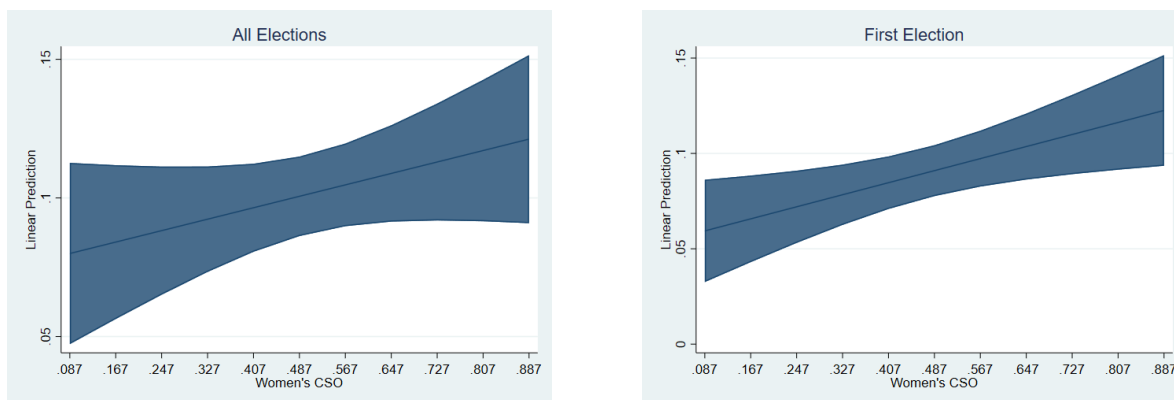 All Elections
.15
.1
.05
Linear Prediction
.087 .167 .247 .327 .407 .487 .567 .647 .727 .807 .887
Women's CSO
First Election
.15
.1
.05
0
Linear Prediction
.087 .167 .247 .327 .407 .487 .567 .647 .727 .807 .887
Women's CSO